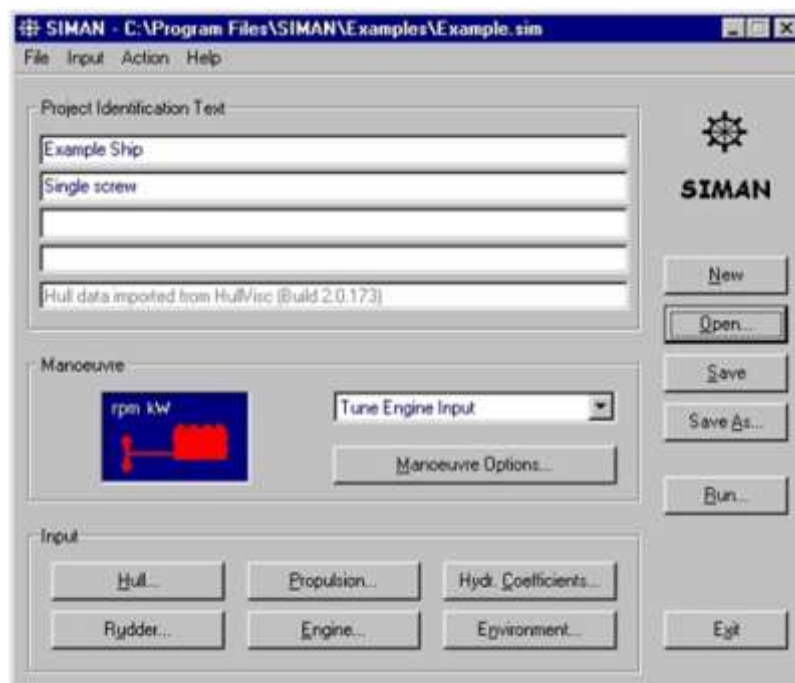 SIMAN - C:\Program Files\SIMAN\Examples\Example.sim
File Input Action Help
Project Identification Text
Example Ship
Single screw
Hull data imported from HullVisc (Build 2.0.173)
SIMAN
New
Open...
Save
Save As...
Run...
Manoeuvre
rpm kW
Tune Engine Input
Manoeuvre Options...
Input
Hull...
Propulsion...
Hydr. Coefficients...
Rudder...
Engine...
Environment...
Exit